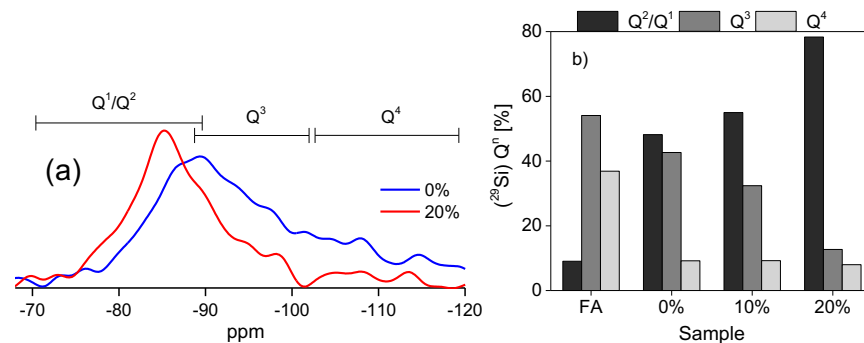 Q¹/Q²
Q³
Q⁴
(a)
0%
20%
-70
-80
-90
-100
-110
-120
ppm
Q²/Q¹
Q³
Q⁴
b)
(²⁹Si) Qⁿ [%]
80
60
40
20
0
FA
0%
10%
20%
Sample